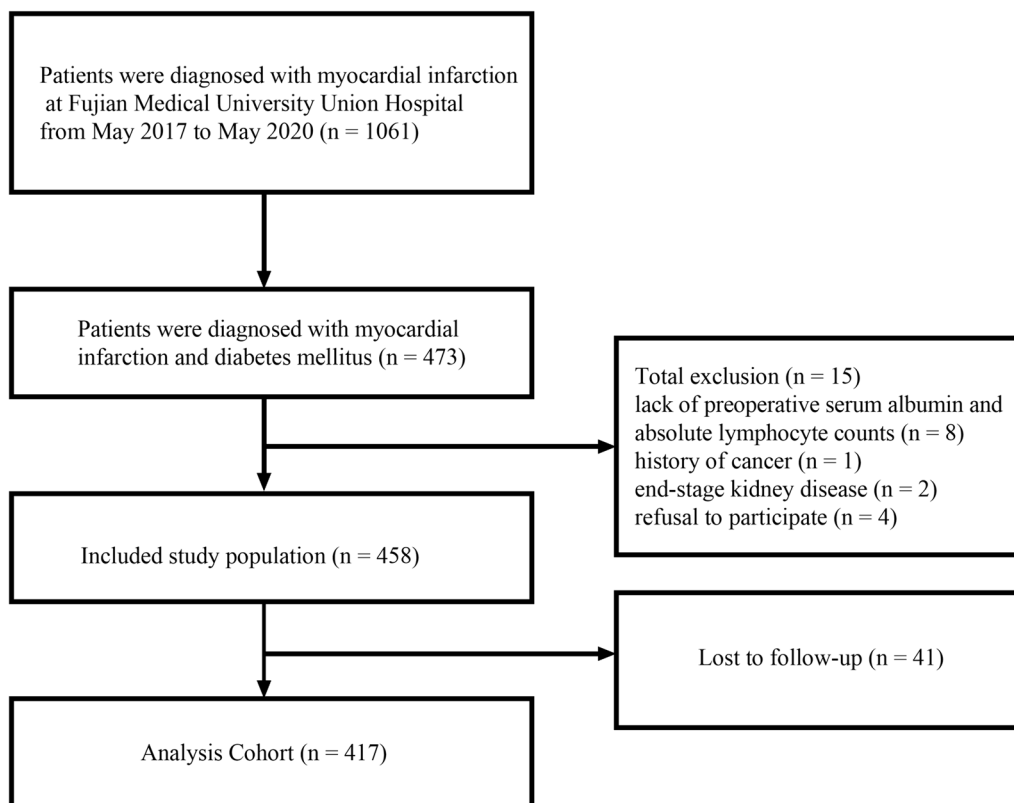 Patients were diagnosed with myocardial infarction
at Fujian Medical University Union Hospital
from May 2017 to May 2020 (n = 1061)
Patients were diagnosed with myocardial
infarction and diabetes mellitus (n = 473)
Total exclusion (n = 15)
lack of preoperative serum albumin and
absolute lymphocyte counts (n = 8)
history of cancer (n = 1)
end-stage kidney disease (n = 2)
refusal to participate (n = 4)
Included study population (n = 458)
Lost to follow-up (n = 41)
Analysis Cohort (n = 417)